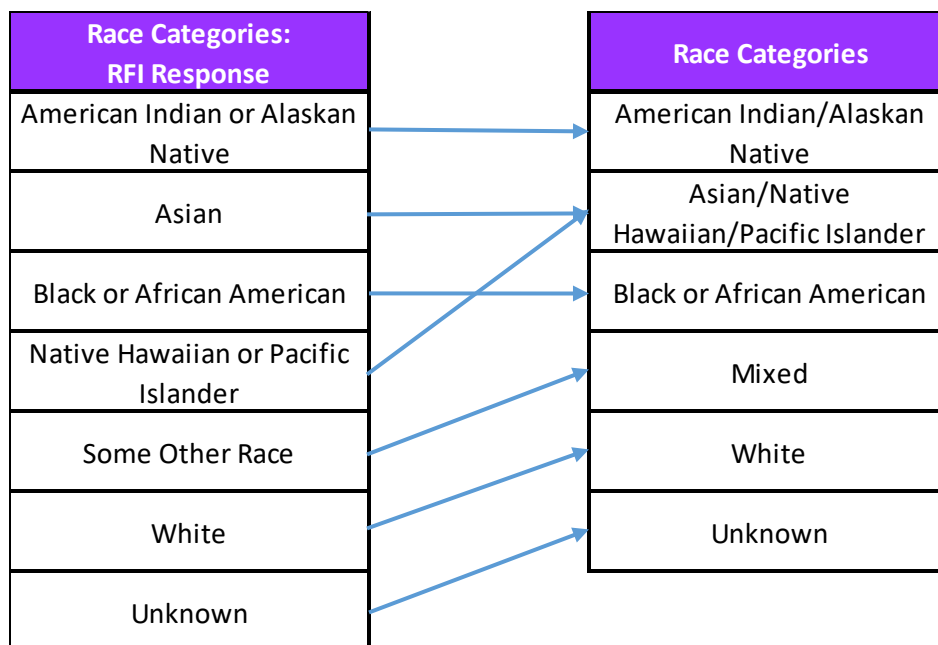 Race Categories:
RFI Response
American Indian or Alaskan
Native
Asian
Black or African American
Native Hawaiian or Pacific
Islander
Some Other Race
White
Unknown
Race Categories
American Indian/Alaskan
Native
Asian/Native
Hawaiian/Pacific Islander
Black or African American
Mixed
White
Unknown